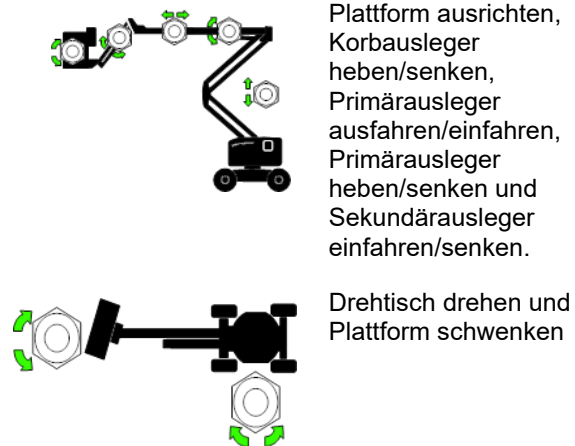 Plattform ausrichten,
Korbausleger
heben/senken,
Primärausleger
ausfahren/einfahren,
Primärausleger
heben/senken und
Sekundärausleger
einfahren/senken.
Drehtisch drehen und
Plattform schwenken